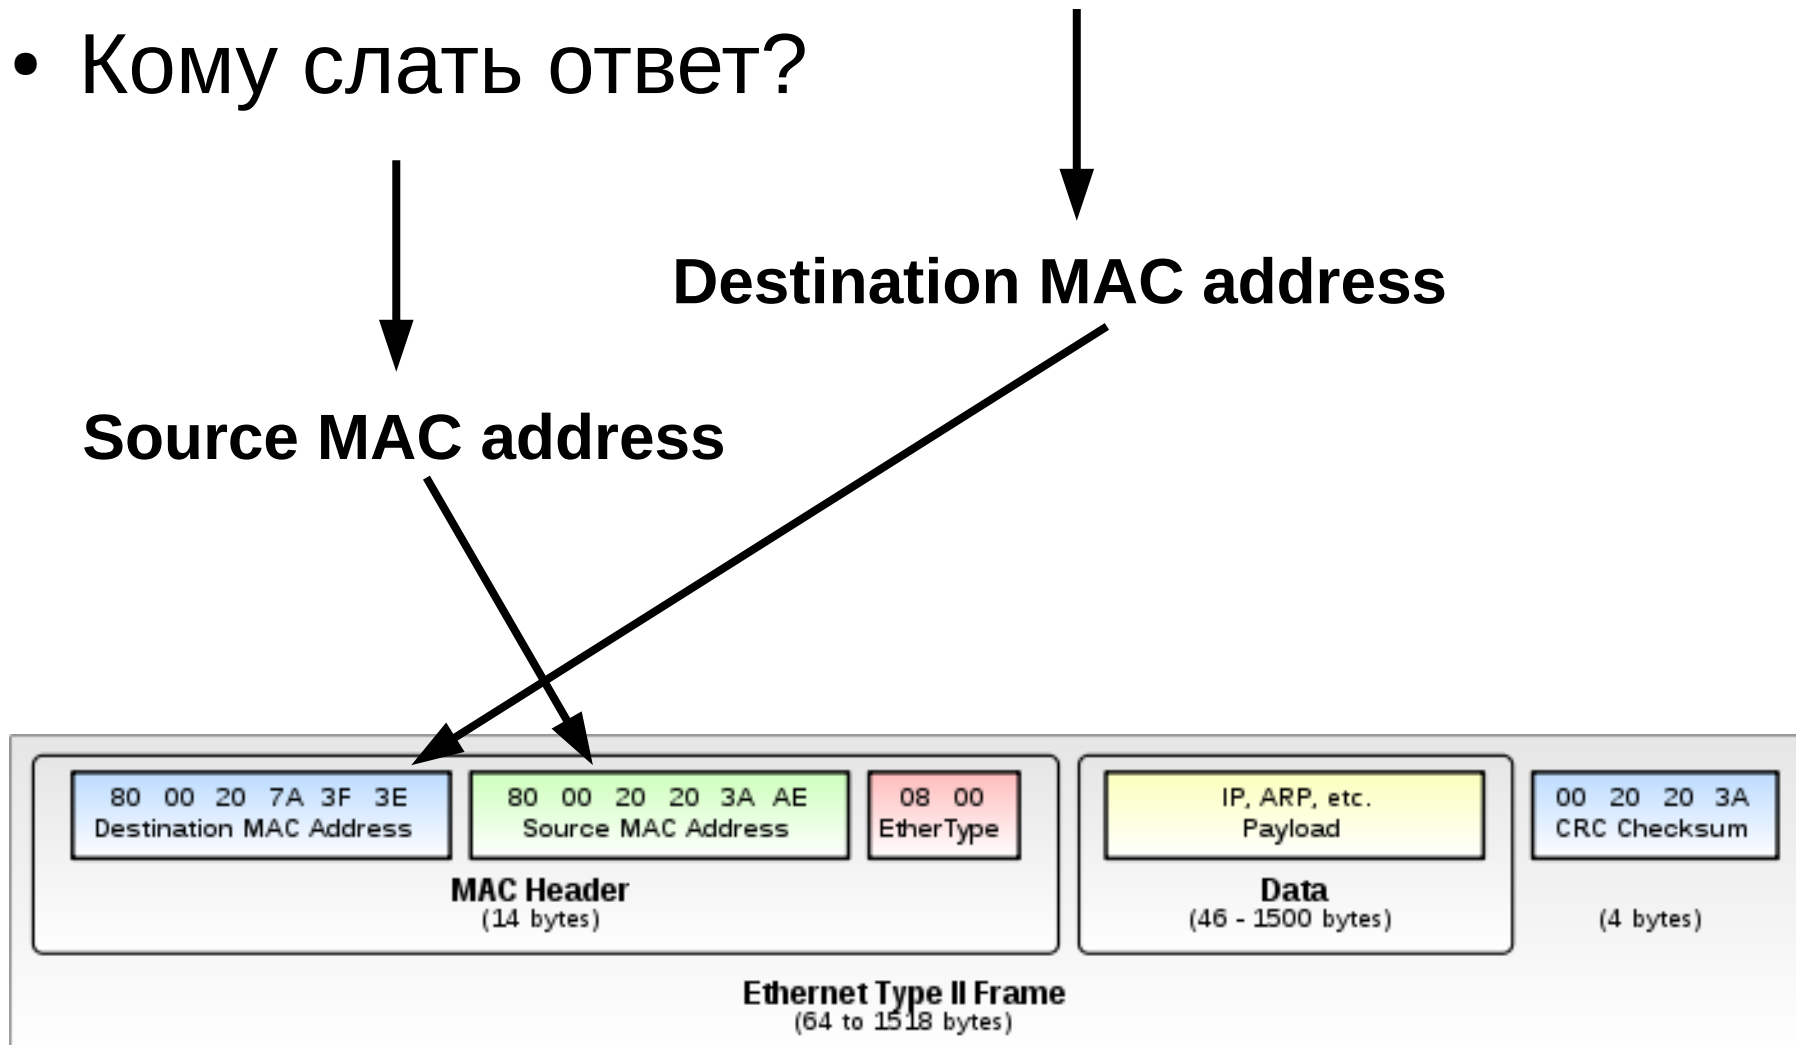 • Кому слать ответ?
Destination MAC address
Source MAC address
80 00 20 7A 3F 3E
Destination MAC Address
80 00 20 20 3A AE
Source MAC Address
08 00
EtherType
IP, ARP, etc.
Payload
00 20 20 3A
CRC Checksum
MAC Header
(14 bytes)
Data
(46 - 1500 bytes)
(4 bytes)
Ethernet Type II Frame
(64 to 1518 bytes)